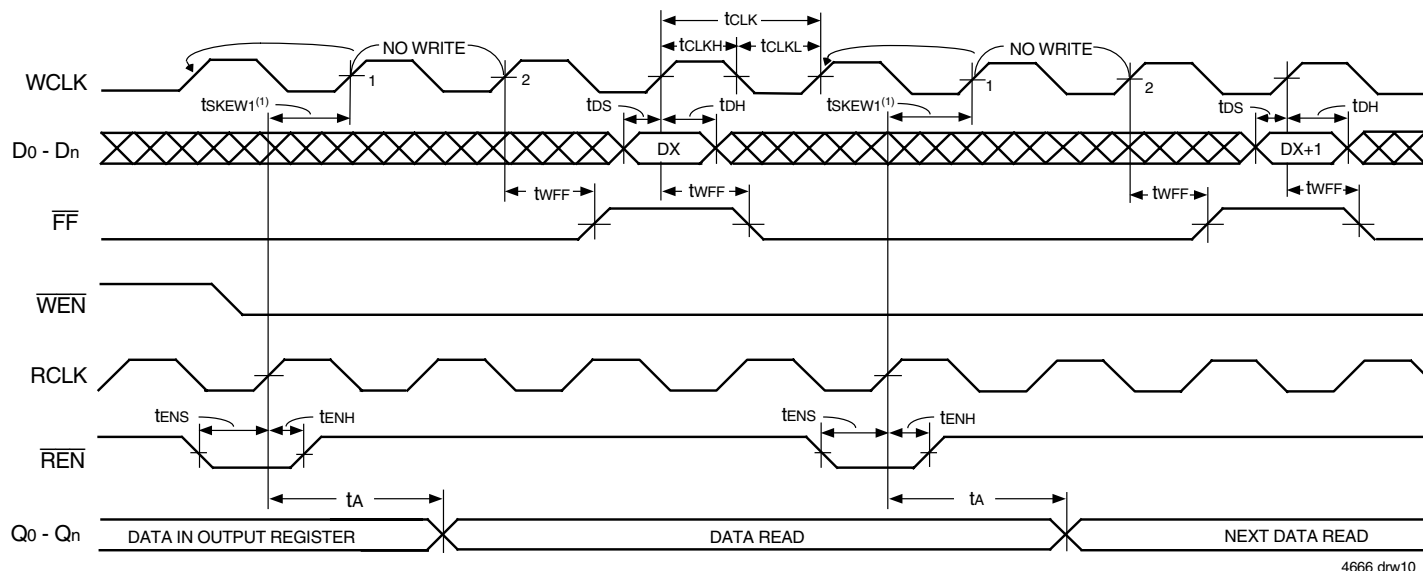 tCLK
NO WRITE
tCLKH
tCLKL
NO WRITE
WCLK
1
2
1
2
tSKEW1(1)
tDS
tDH
tSKEW1(1)
tDS
tDH
D0 - Dn
DX
DX+1
tWFF
tWFF
tWFF
tWFF
FF
WEN
RCLK
tENS
tENH
tENS
tENH
REN
tA
tA
Q0 - Qn
DATA IN OUTPUT REGISTER
DATA READ
NEXT DATA READ
4666 drw10